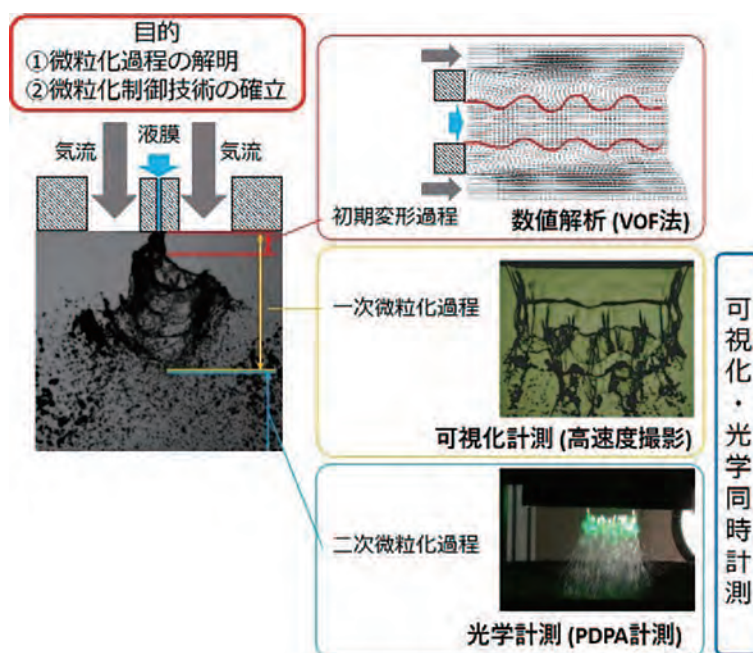 目的
①微粒化過程の解明
②微粒化制御技術の確立
気流
液膜
気流
初期変形過程
数値解析 (VOF法)
一次微粒化過程
可視化計測 (高速度撮影)
二次微粒化過程
光学計測 (PDPA計測)
可視化・光学同時計測